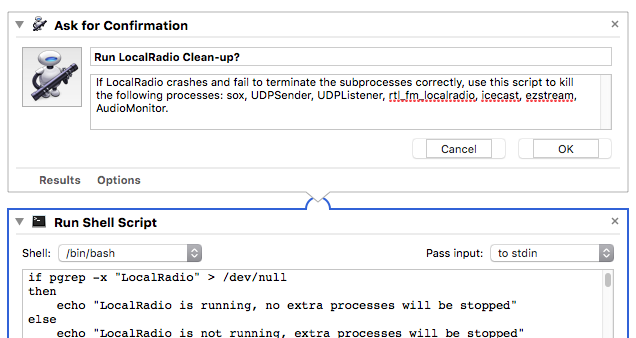 Ask for Confirmation
Run LocalRadio Clean-up?
If LocalRadio crashes and fail to terminate the subprocesses correctly, use this script to kill
the following processes: sox, UDPSender, UDPListener, rtl_fm_localradio, icecast, ezstream,
AudioMonitor.
Cancel OK
Results Options
Run Shell Script
Shell: /bin/bash Pass input: to stdin
if pgrep -x "LocalRadio" > /dev/null
then
echo "LocalRadio is running, no extra processes will be stopped"
else
echo "LocalRadio is not running, extra processes will be stopped"